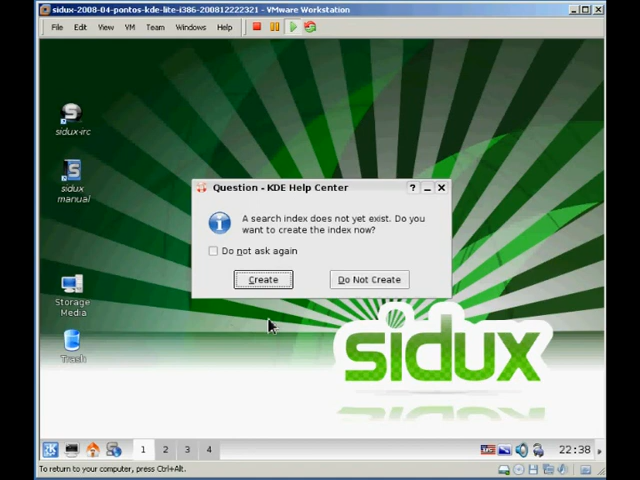 sidux-2008-04-pontos-kde-lite-i386-200812222321 - VMware Workstation
File Edit View VM Team Windows Help
sidux-irc
sidux
manual
Question - KDE Help Center
?
A search index does not yet exist. Do you
want to create the index now?
Do not ask again
Create
Do Not Create
Storage
Media
Trash
sidux
1 2 3 4
22:38
To return to your computer, press Ctrl+Alt.